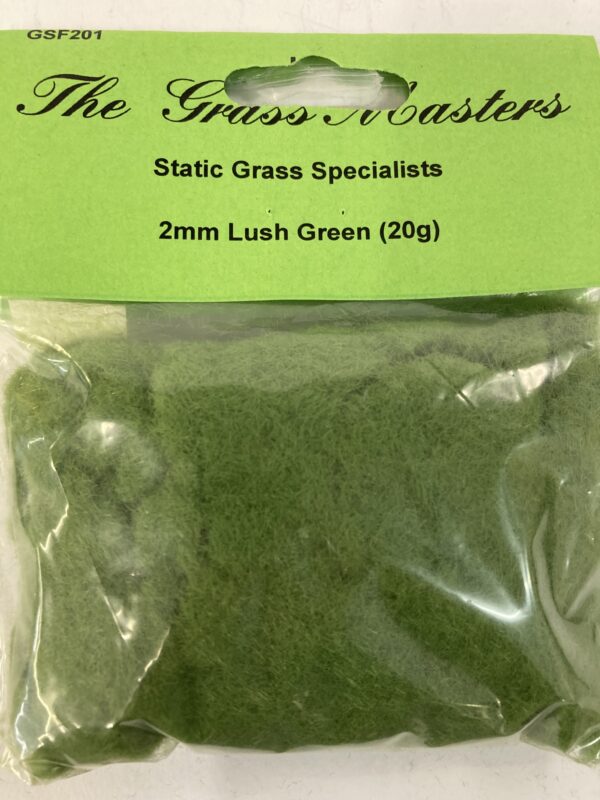 GSF201
The Grass Masters
Static Grass Specialists
2mm Lush Green (20g)